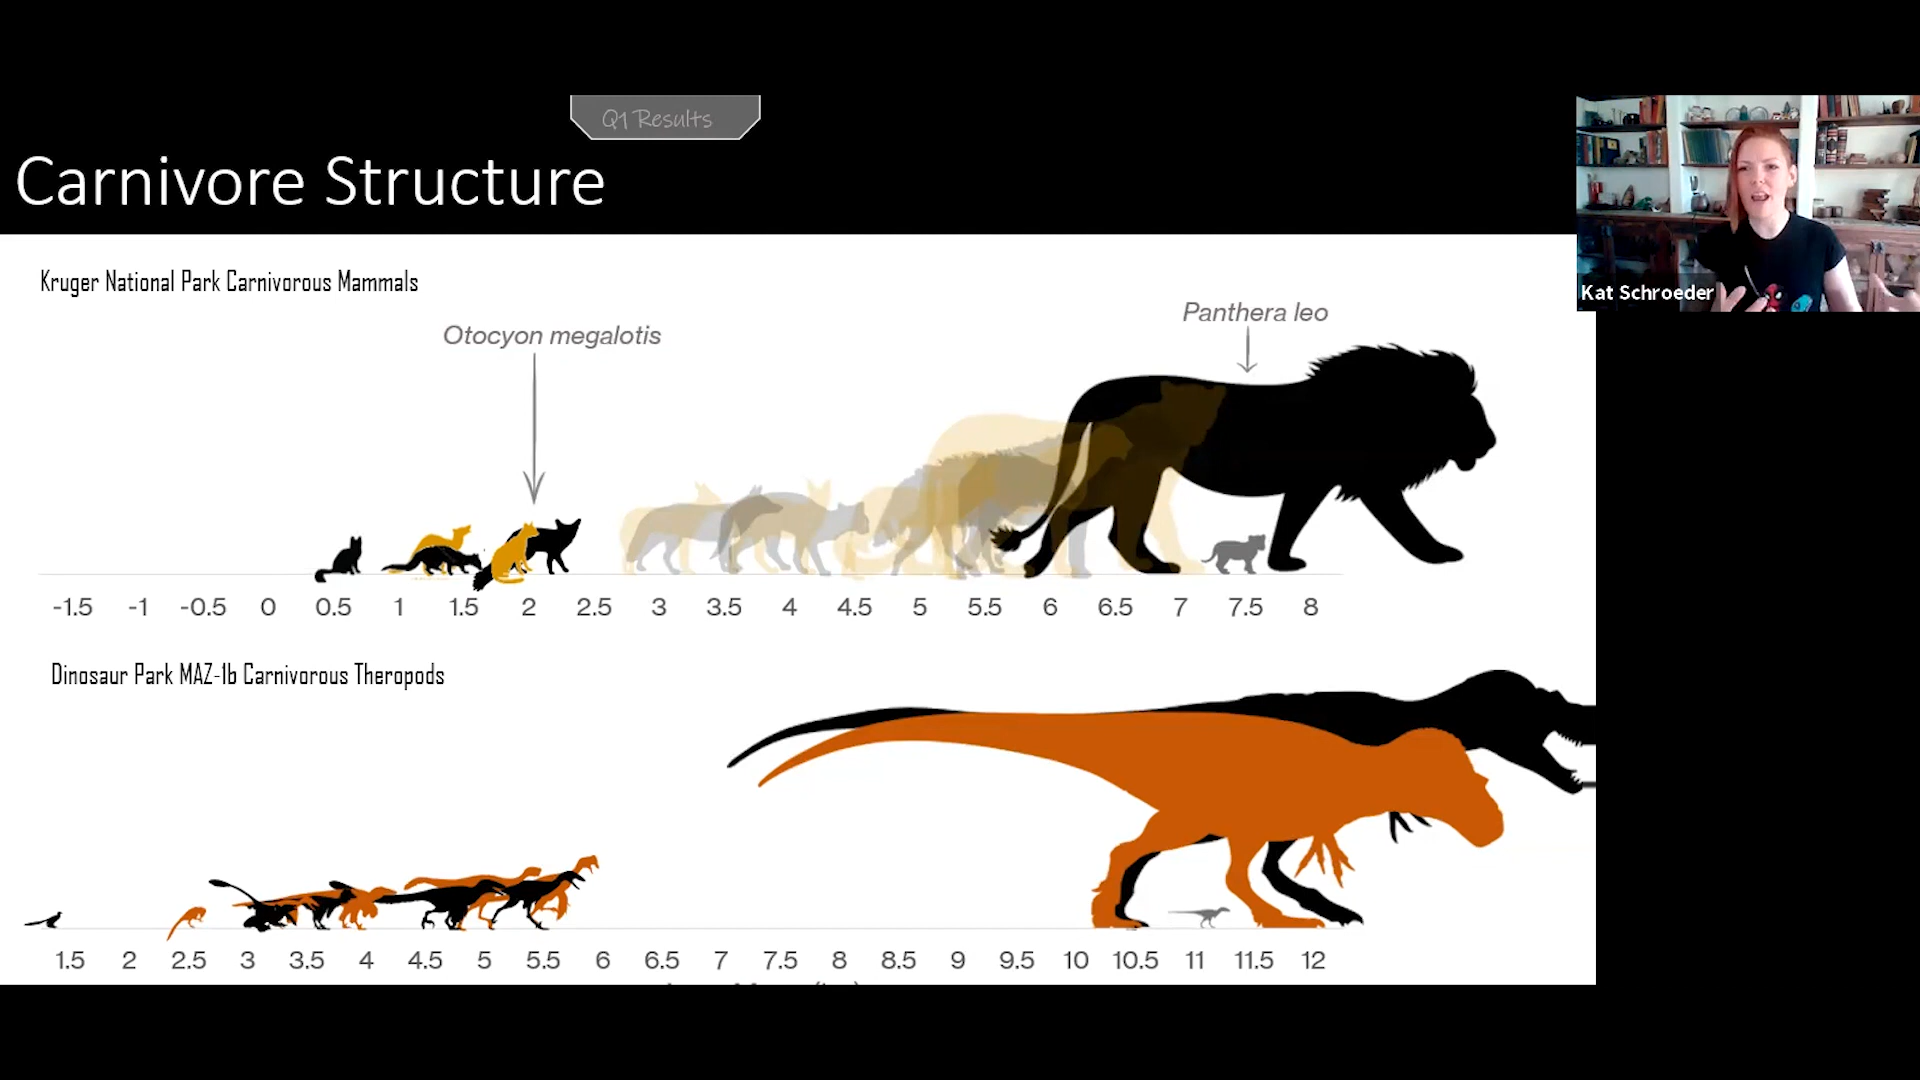 Q1 Results
Carnivore Structure
Kat Schroeder
Kruger National Park Carnivorous Mammals
Otocyon megalotis
Panthera leo
-1.5 -1 -0.5 0 0.5 1 1.5 2 2.5 3 3.5 4 4.5 5 5.5 6 6.5 7 7.5 8
Dinosaur Park MAZ-1b Carnivorous Theropods
1.5 2 2.5 3 3.5 4 4.5 5 5.5 6 6.5 7 7.5 8 8.5 9 9.5 10 10.5 11 11.5 12